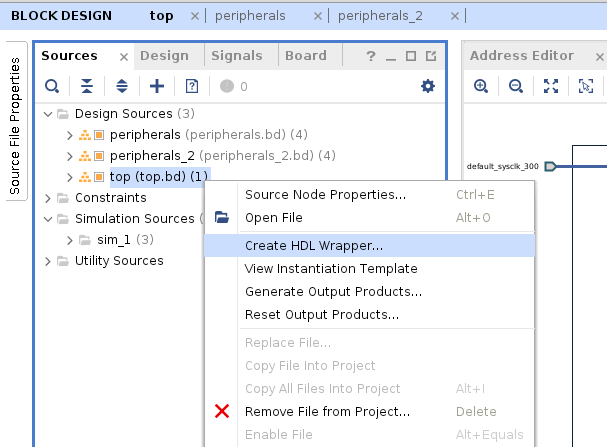 BLOCK DESIGN top × peripherals × peripherals_2 ×
Source File Properties
Sources × Design Signals Board ? _
0
Design Sources (3)
peripherals (peripherals.bd) (4)
peripherals_2 (peripherals_2.bd) (4)
top (top.bd) (1)
Constraints
Simulation Sources (
sim_1 (3)
Utility Sources
Source Node Properties... Ctrl+E
Open File Alt+O
Create HDL Wrapper...
View Instantiation Template
Generate Output Products...
Reset Output Products...
Replace File...
Copy File Into Project
Copy All Files Into Project Alt+I
Remove File from Project... Delete
Enable File Alt+Equals
Address Editor ×
default_sysclk_300